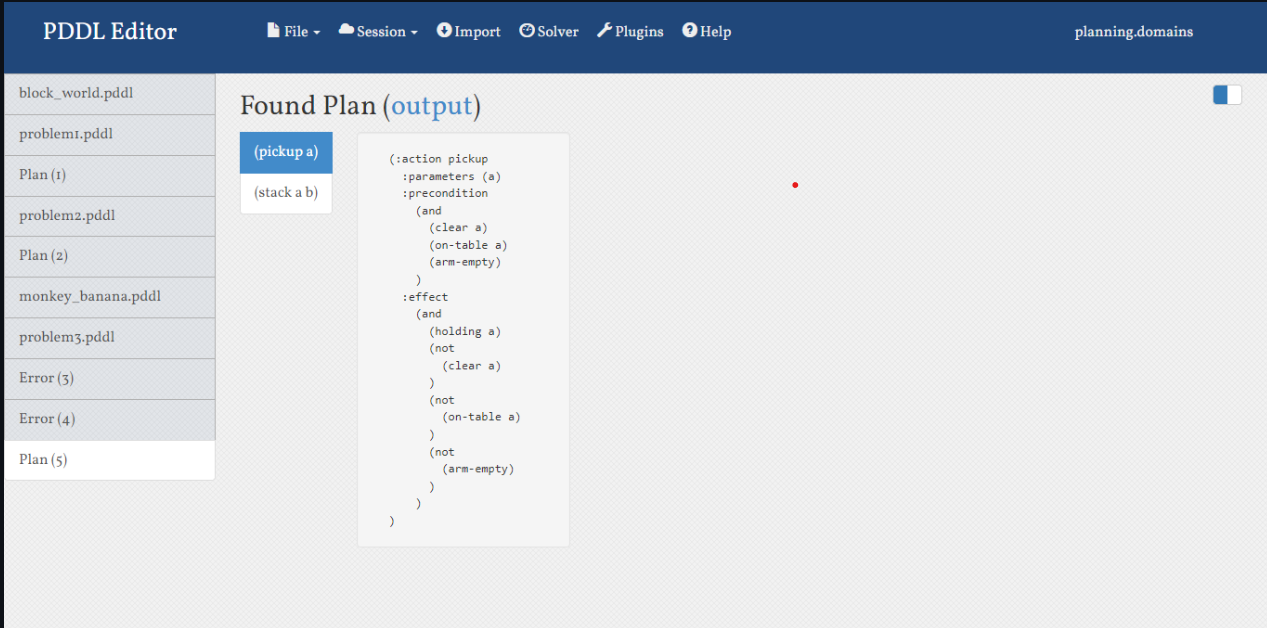 PDDL Editor File Session Import Solver Plugins Help planning.domains
block_world.pddl
problem1.pddl
Plan (1)
problem2.pddl
Plan (2)
monkey_banana.pddl
problem3.pddl
Error (3)
Error (4)
Plan (5)
Found Plan (output)
(pickup a)
(stack a b)
(:action pickup
:parameters (a)
:precondition
(and
(clear a)
(on-table a)
(arm-empty)
)
:effect
(and
(holding a)
(not
(clear a)
)
(not
(on-table a)
)
(not
(arm-empty)
)
)
)